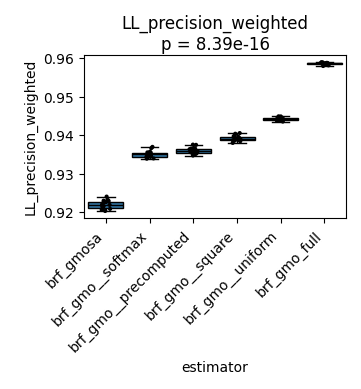 LL_precision_weighted
p = 8.39e-16
LL_precision_weighted
0.96
0.95
0.94
0.93
0.92
brf_gmosa
brf_gmo__softmax
brf_gmo__precomputed
brf_gmo__square
brf_gmo__uniform
brf_gmo_full
estimator